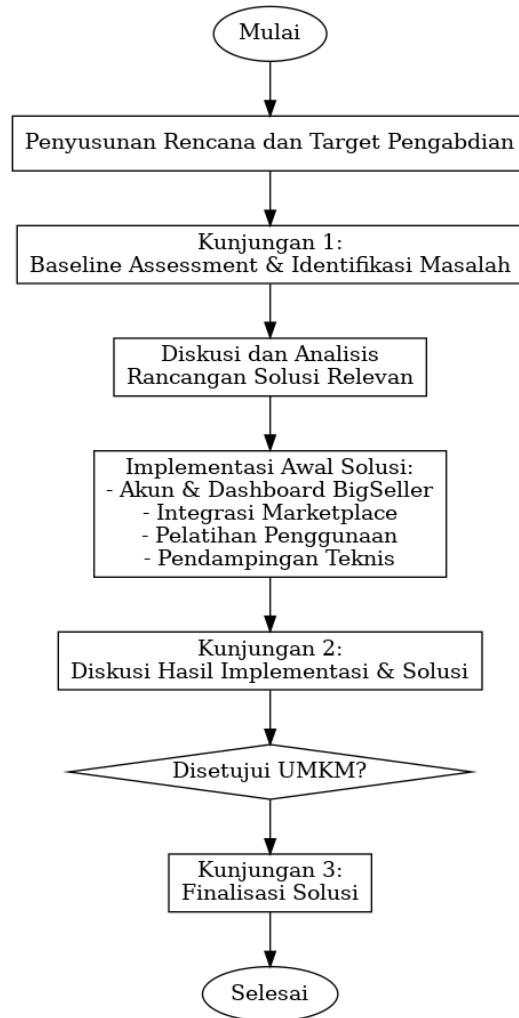 Mulai
Penyusunan Rencana dan Target Pengabdian
Kunjungan 1:
Baseline Assessment & Identifikasi Masalah
Diskusi dan Analisis
Rancangan Solusi Relevan
Implementasi Awal Solusi:
- Akun & Dashboard BigSeller
- Integrasi Marketplace
- Pelatihan Penggunaan
- Pendampingan Teknis
Kunjungan 2:
Diskusi Hasil Implementasi & Solusi
Disetujui UMKM?
Kunjungan 3:
Finalisasi Solusi
Selesai